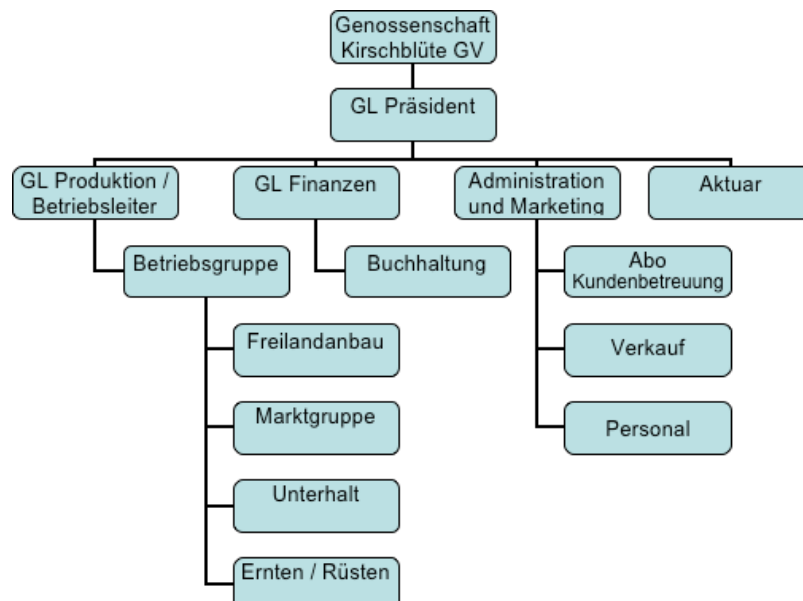 Genossenschaft
Kirschblüte GV
GL Präsident
GL Produktion /
Betriebsleiter
GL Finanzen
Administration
und Marketing
Aktuar
Betriebsgruppe
Buchhaltung
Abo
Kundenbetreuung
Freilandanbau
Verkauf
Marktgruppe
Personal
Unterhalt
Ernten / Rüsten